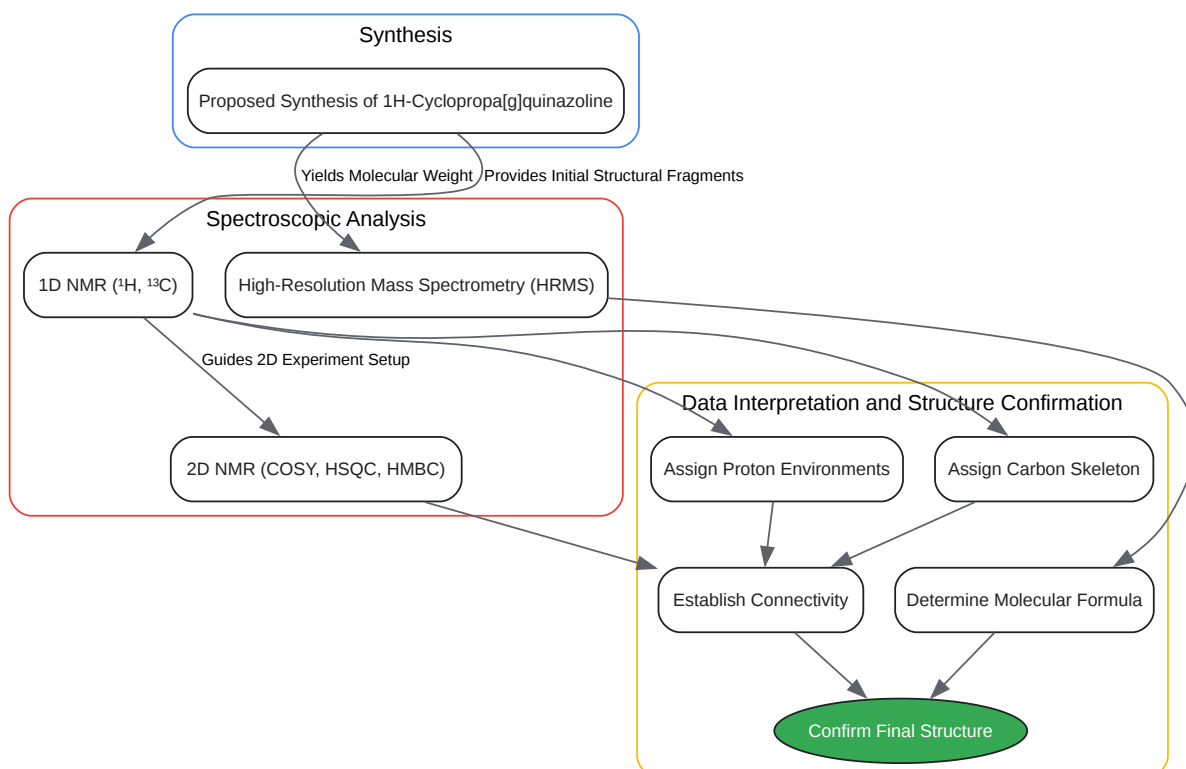 Synthesis
Proposed Synthesis of 1H-Cyclopropa[g]quinazoline
Yields Molecular Weight
Provides Initial Structural Fragments
Spectroscopic Analysis
1D NMR (¹H, ¹³C)
High-Resolution Mass Spectrometry (HRMS)
Guides 2D Experiment Setup
Data Interpretation and Structure Confirmation
2D NMR (COSY, HSQC, HMBC)
Assign Proton Environments
Assign Carbon Skeleton
Establish Connectivity
Determine Molecular Formula
Confirm Final Structure